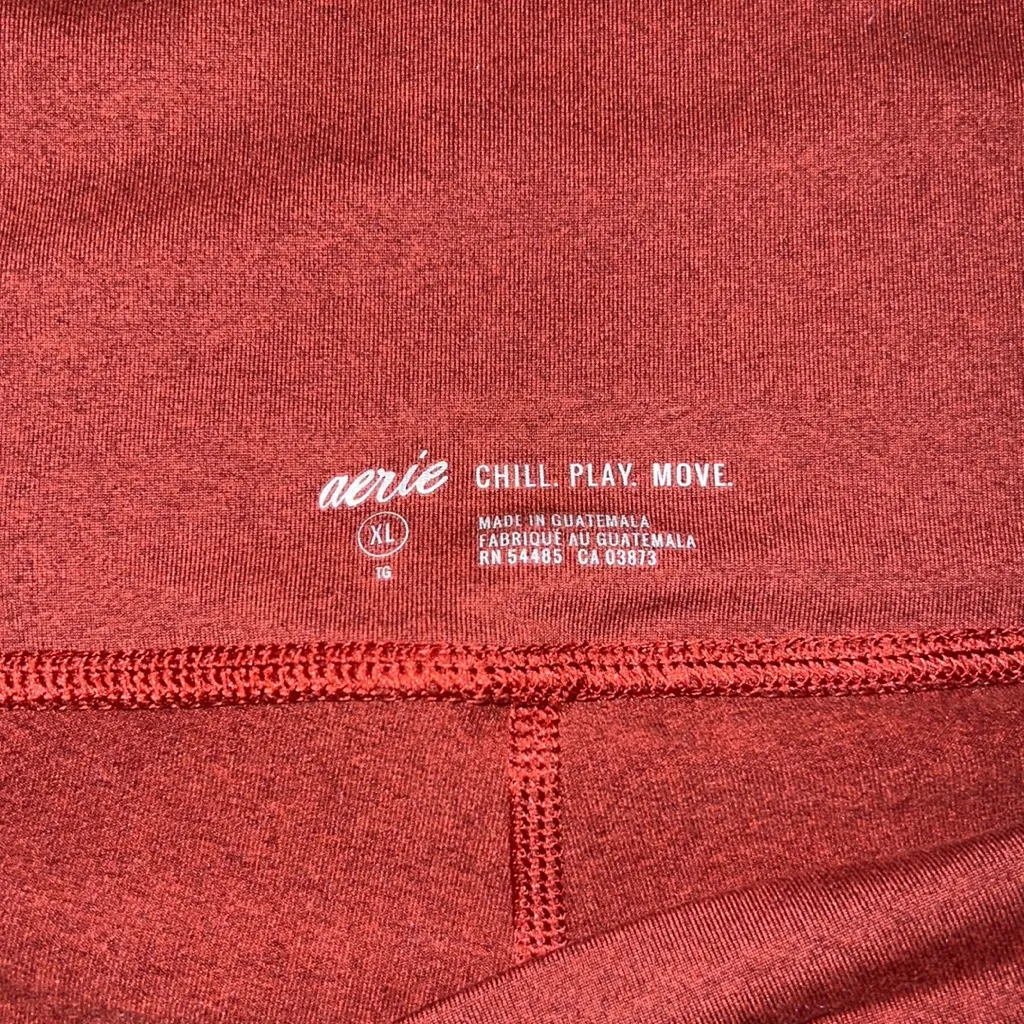 aerie CHILL. PLAY. MOVE.
XL
TG
MADE IN GUATEMALA
FABRIQUÉ AU GUATEMALA
RN 54485 CA 03873